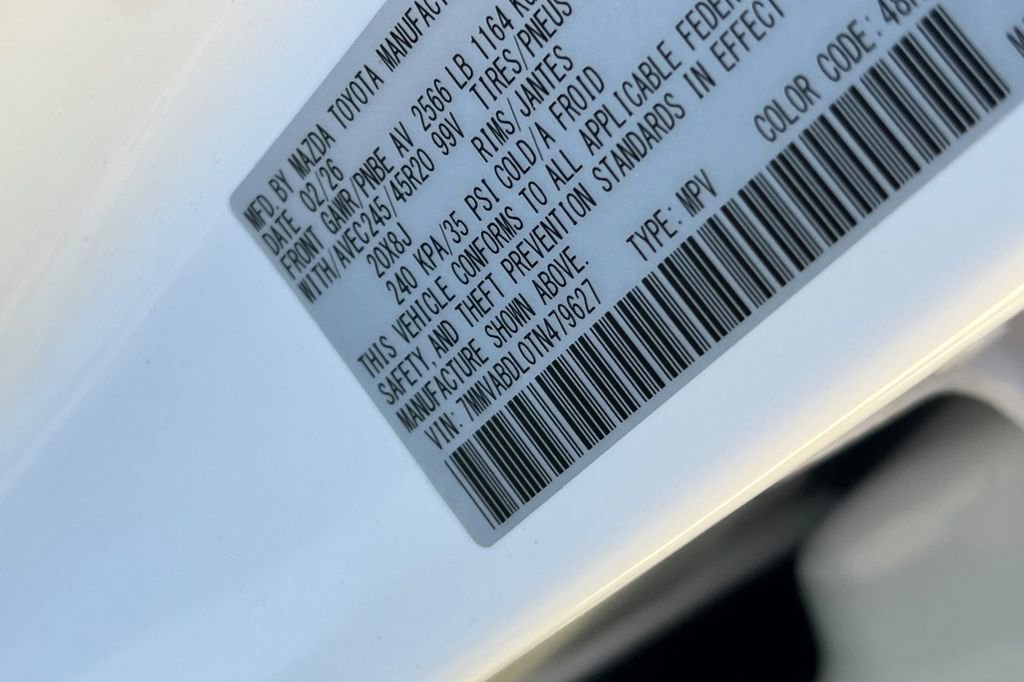 MFD. BY MAZDA TOYOTA
DATE 02/26
FRONT GAWR/PNBE AV 2566 LB 1164
WITH/AVEC245/45R20 99V TIRES/PNEUS
20X8J RIMS/JANTES
240 KPA/35 PSI COLD/A FROID
THIS VEHICLE CONFORMS TO ALL APPLICABLE
SAFETY,AND THEFT PREVENTION STANDARDS IN EFFECT
MANUFACTURE SHOWN ABOVE.
VIN: 7MMVABDL0TN479627 TYPE: MPV
COLOR CODE: